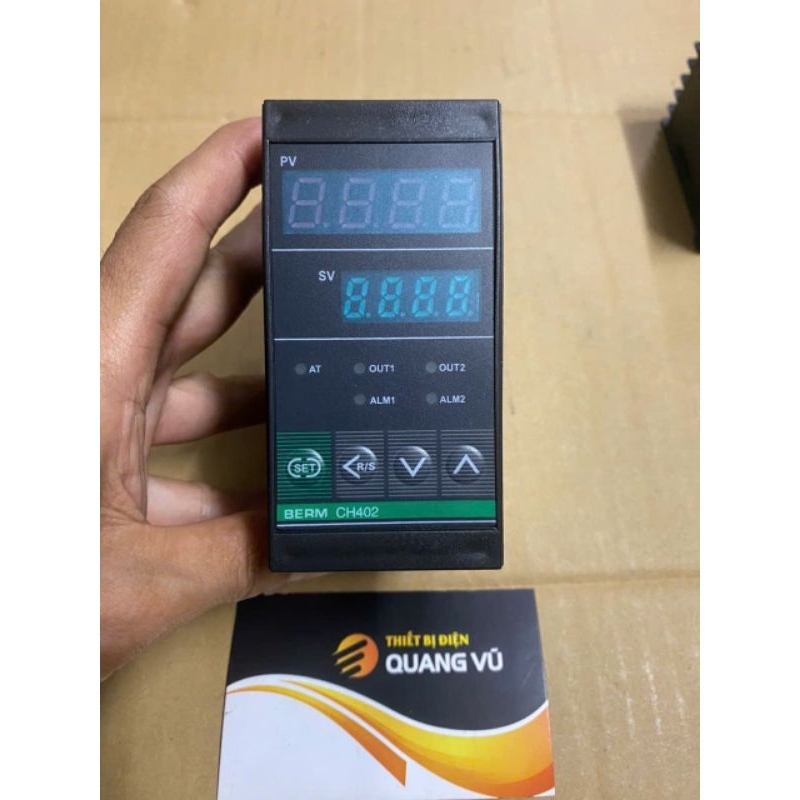 PV
8.8.8.8
SV
8.8.8.8.
AT OUT1 OUT2
ALM1 ALM2
SET R/S
BERM CH402
THIẾT BỊ ĐIỆN
QUANG VŨ